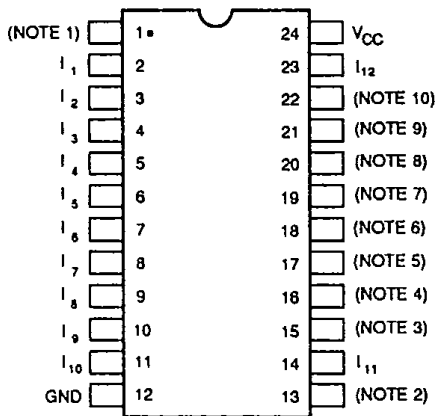 (NOTE 1) 1 24 VCC
I1 2 23 I12
I2 3 22 (NOTE 10)
I3 4 21 (NOTE 9)
I4 5 20 (NOTE 8)
I5 6 19 (NOTE 7)
I6 7 18 (NOTE 6)
I7 8 17 (NOTE 5)
I8 9 16 (NOTE 4)
I9 10 15 (NOTE 3)
I10 11 14 I11
GND 12 13 (NOTE 2)